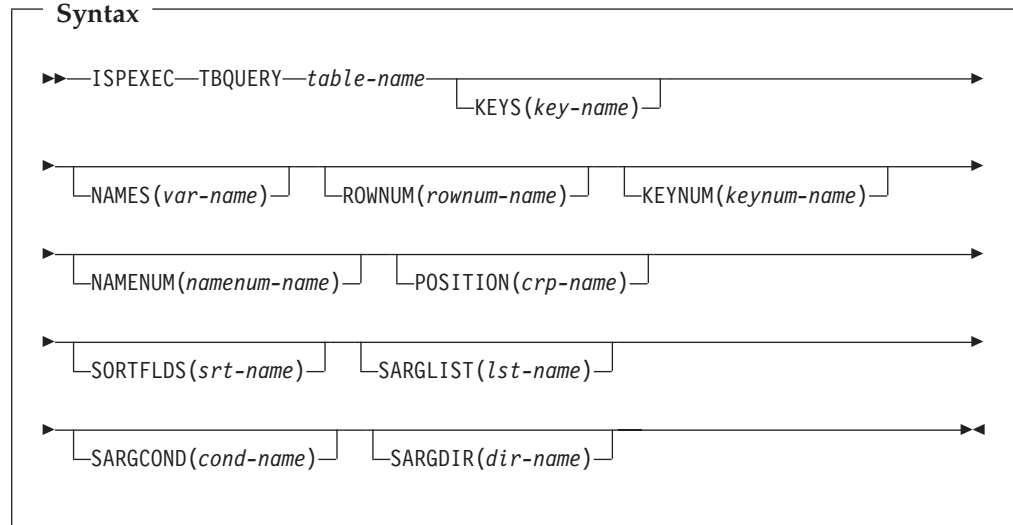 Syntax
ISPEXEC TBQUERY table-name
KEYS(key-name)
NAMES(var-name) ROWNUM(rownum-name) KEYNUM(keynum-name)
NAMENUM(namenum-name) POSITION(crp-name)
SORTFLDS(srt-name) SARGLIST(lst-name)
SARGCOND(cond-name) SARGDIR(dir-name)